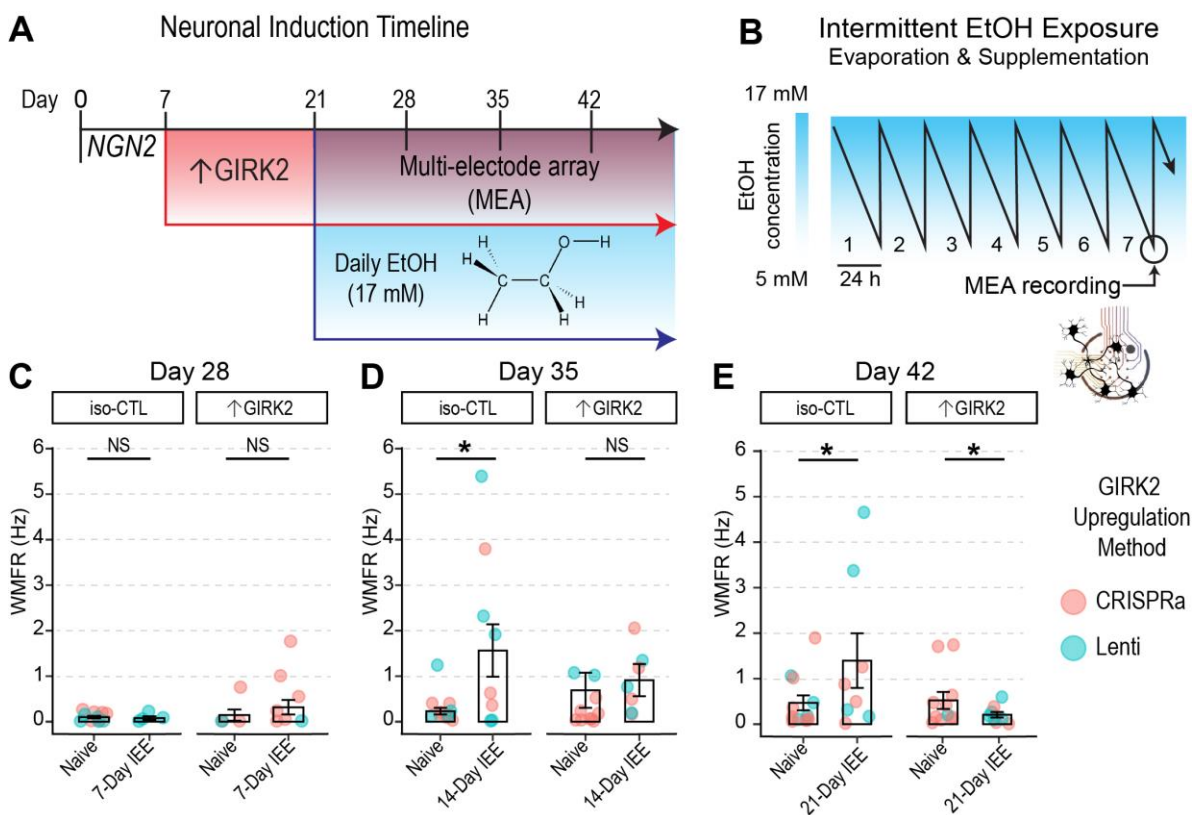 A
Neuronal Induction Timeline
Day 0 7 21 28 35 42
NGN2
↑GIRK2
Multi-electode array
(MEA)
Daily EtOH
(17 mM)
H
H
H
C
C
O
H
H
H
B
Intermittent EtOH Exposure
Evaporation & Supplementation
17 mM
EtOH
concentration
5 mM
1 2 3 4 5 6 7
24 h
MEA recording
C
Day 28
iso-CTL
↑GIRK2
NS
NS
WMFR (Hz)
6
5
4
3
2
1
0
Naive
7-Day IEE
Naive
7-Day IEE
D
Day 35
iso-CTL
↑GIRK2
*
NS
WMFR (Hz)
6
5
4
3
2
1
0
Naive
14-Day IEE
Naive
14-Day IEE
E
Day 42
iso-CTL
↑GIRK2
*
*
WMFR (Hz)
6
5
4
3
2
1
0
Naive
21-Day IEE
Naive
21-Day IEE
GIRK2
Upregulation
Method
CRISPRa
Lenti